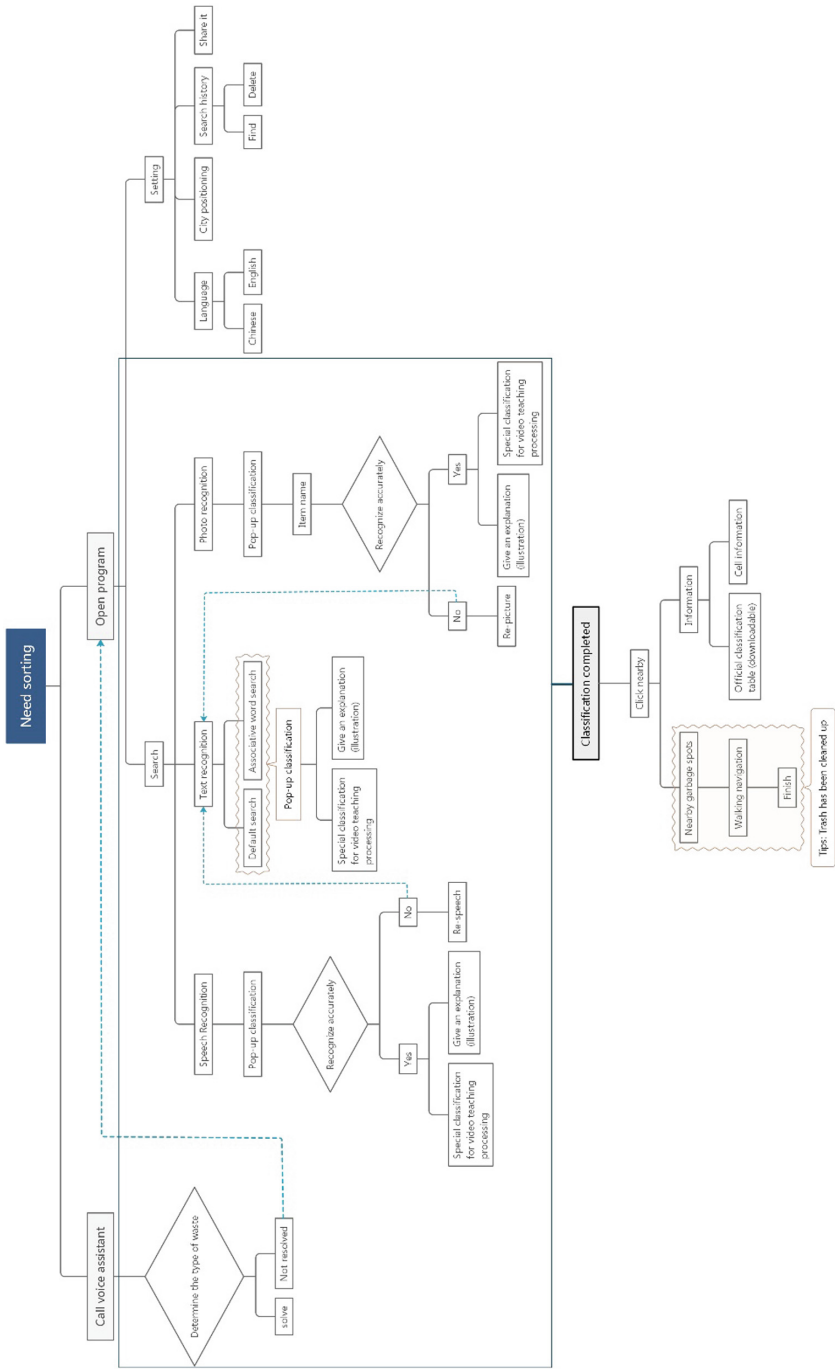 Need sorting
Call voice assistant
Open program
Determine the type of waste
solve
Not resolved
Search
Setting
Speech Recognition
Text recognition
Photo recognition
Language
City positioning
Search history
Share it
Pop-up classification
Recognize accurately
Yes
No
Special classification
for video teaching
processing
Give an explanation
(illustration)
Re-speech
Default search
Associative word search
Pop-up classification
Special classification
for video teaching
processing
Give an explanation
(illustration)
Pop-up classification
Item name
Recognize accurately
No
Yes
Re-picture
Give an explanation
(illustration)
Special classification
for video teaching
processing
Chinese
English
Find
Delete
Classification completed
Click nearby
Nearby garbage spots
Information
Walking navigation
Finish
Official classification
table (downloadable)
Cell information
Tips: Trash has been cleaned up